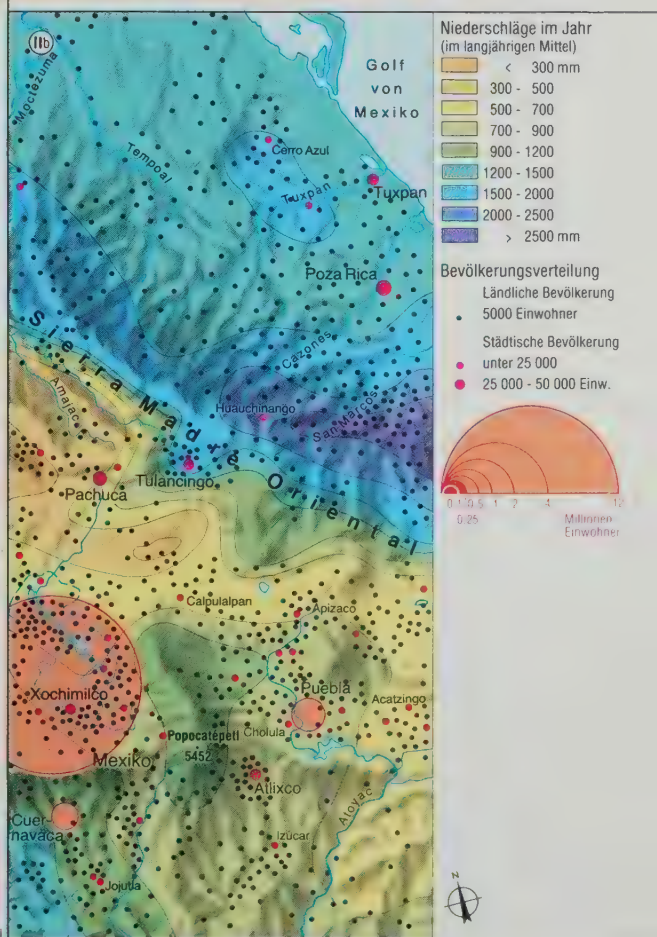 IIb
Moctezuma
Tempoal
Golf
von
Mexiko
Cerro Azul
Tuxpan
Tuxpan
Poza Rica
Cazones
Sierra Madre Oriental
Amajac
Huauchinango
San Marcos
Tulancingo
Pachuca
Calpulalpan
Apizaco
Xochimilco
Puebla
Acatzingo
Popocatépetl
5452
Cholula
Mexiko
Atlixco
Atoyac
Cuer-
navaca
Izúcar
Jojutla
Niederschläge im Jahr
(im langjährigen Mittel)
< 300 mm
300 - 500
500 - 700
700 - 900
900 - 1200
1200 - 1500
1500 - 2000
2000 - 2500
> 2500 mm
Bevölkerungsverteilung
Ländliche Bevölkerung
5000 Einwohner
Städtische Bevölkerung
unter 25 000
25 000 - 50 000 Einw.
0,1 0,5 1 2 4 12
0,25 Millionen
Einwohner
N